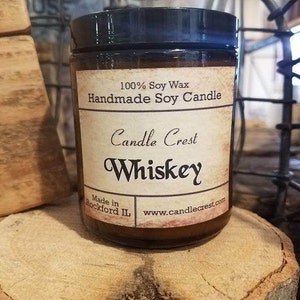 100% Soy Wax
Handmade Soy Candle
Candle Crest
Whiskey
Made in
Rockford IL
www.candlecrest.com